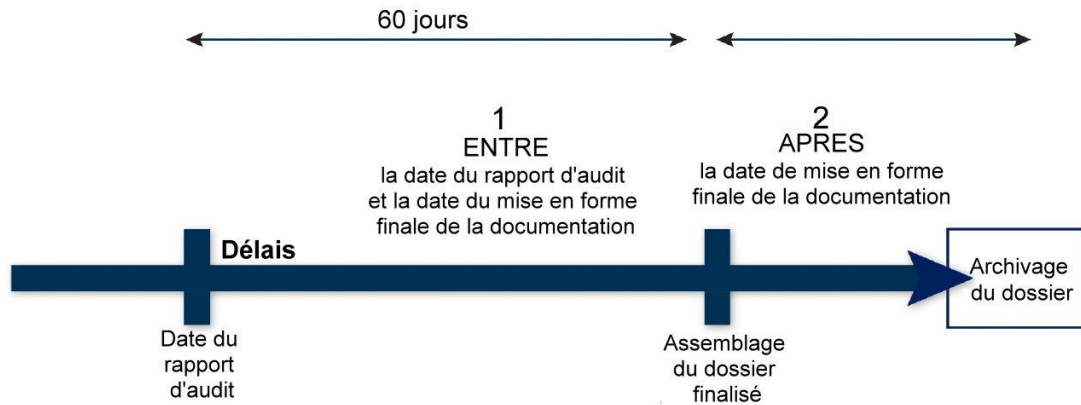 60 jours
1
ENTRE
la date du rapport d'audit
et la date du mise en forme
finale de la documentation
2
APRES
la date de mise en forme
finale de la documentation
Délais
Date du
rapport
d'audit
Assemblage
du dossier
finalisé
Archivage
du dossier